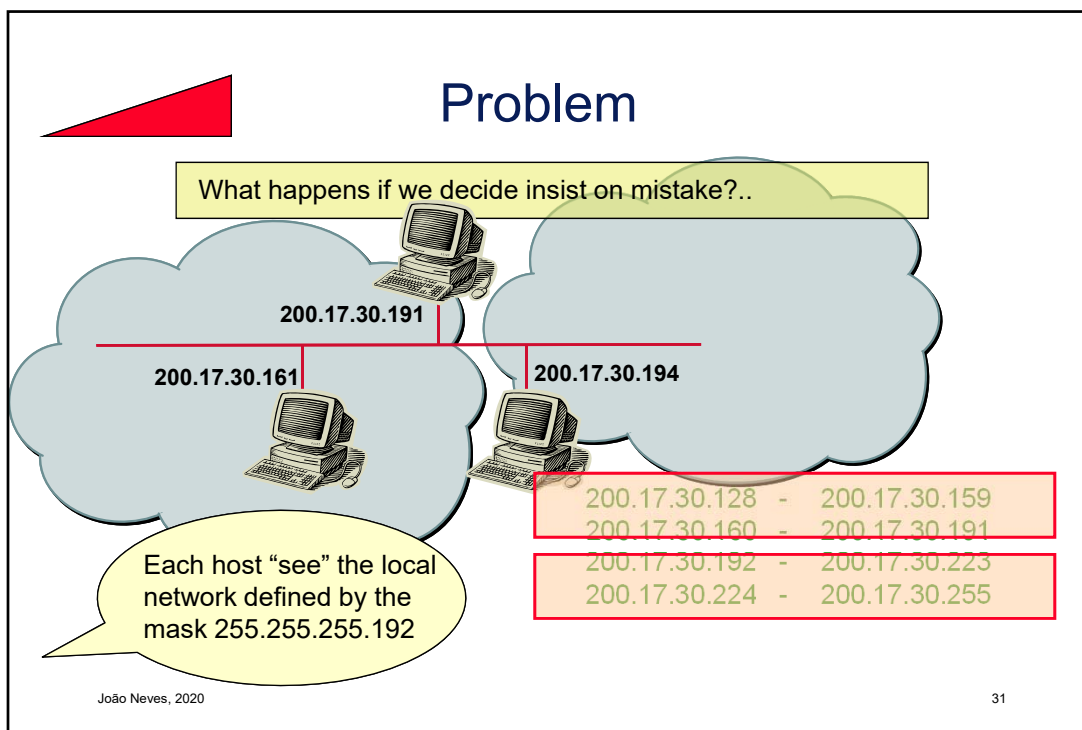 Problem
What happens if we decide insist on mistake?..
200.17.30.191
200.17.30.161
200.17.30.194
200.17.30.128 - 200.17.30.159
200.17.30.160 - 200.17.30.191
200.17.30.192 - 200.17.30.223
200.17.30.224 - 200.17.30.255
Each host “see” the local
network defined by the
mask 255.255.255.192
João Neves, 2020
31